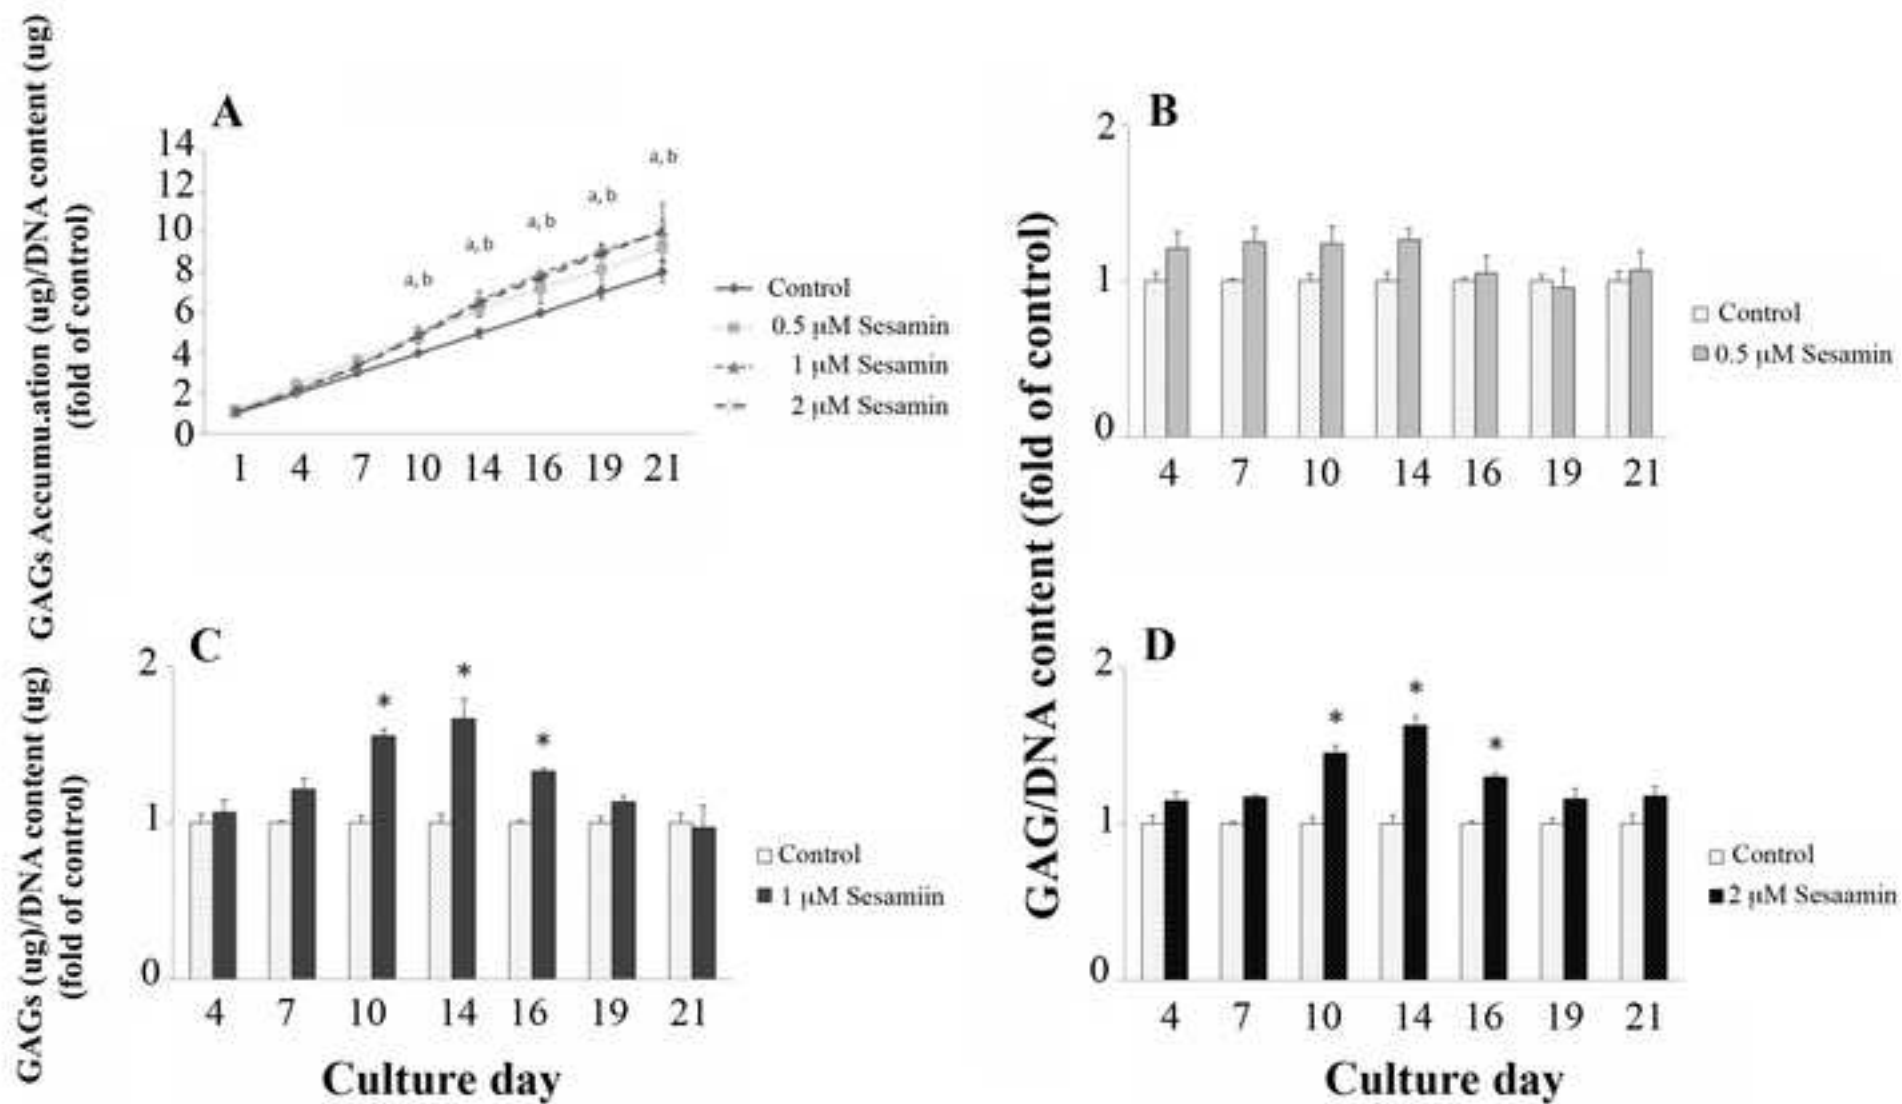 GAGs Accumu.ation (ug)/DNA content (ug)
(fold of control)
A
14
12
10
8
6
4
2
0
a, b
a, b
a, b
a, b
a, b
1 4 7 10 14 16 19 21
Control
0.5 µM Sesamin
1 µM Sesamin
2 µM Sesamin
GAG/DNA content (fold of control)
B
2
1
0
4 7 10 14 16 19 21
Control
0.5 µM Sesamin
GAGs (ug)/DNA content (ug)
(fold of control)
C
2
1
0
*
*
*
4 7 10 14 16 19 21
Control
1 µM Sesamiin
Culture day
D
2
1
0
*
*
*
4 7 10 14 16 19 21
Control
2 µM Sesaamin
Culture day